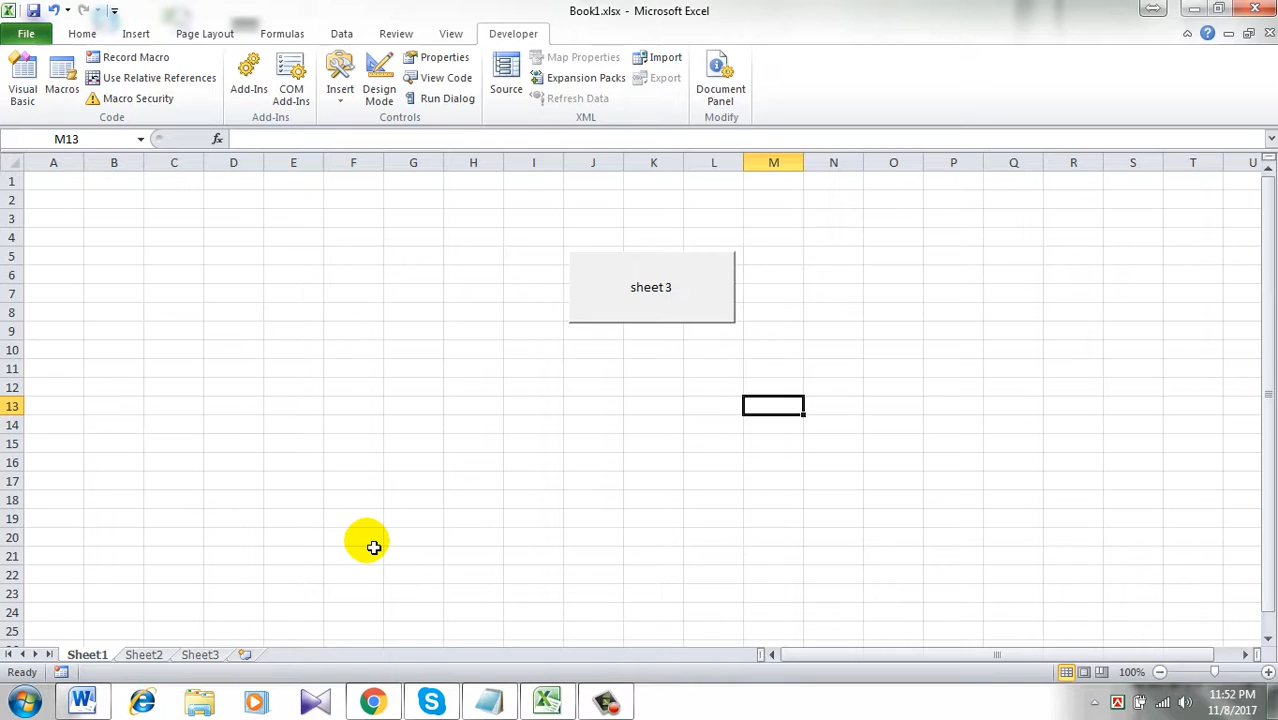 Book1.xlsx - Microsoft Excel
File Home Insert Page Layout Formulas Data Review View Developer
Visual Basic
Macros
Record Macro
Use Relative References
Macro Security
Code
Add-Ins
COM Add-Ins
Add-Ins
Insert
Design Mode
Properties
View Code
Run Dialog
Controls
Source
Map Properties
Expansion Packs
Refresh Data
Import
Export
XML
Document Panel
Modify
M13 fx
A B C D E F G H I J K L M N O P Q R S T U
1
2
3
4
5
6
7
8
9
10
11
12
13
14
15
16
17
18
19
20
21
22
23
24
25
sheet 3
Sheet1 Sheet2 Sheet3
Ready 100%
11:52 PM
11/8/2017